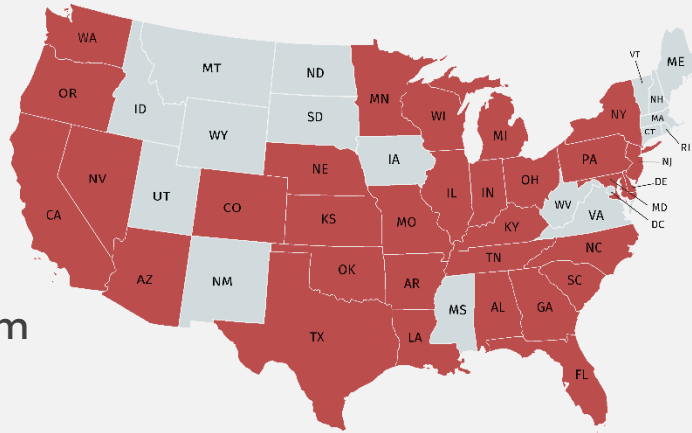 WA
MT
ND
ME
VT
OR
ID
SD
MN
WI
MI
NY
NH
MA
CT
RI
WY
IA
NE
PA
NJ
NV
UT
CO
IL
IN
OH
DE
MD
DC
WV
VA
CA
KS
MO
KY
NC
TN
AZ
NM
OK
AR
SC
MS
AL
GA
TX
LA
FL
m